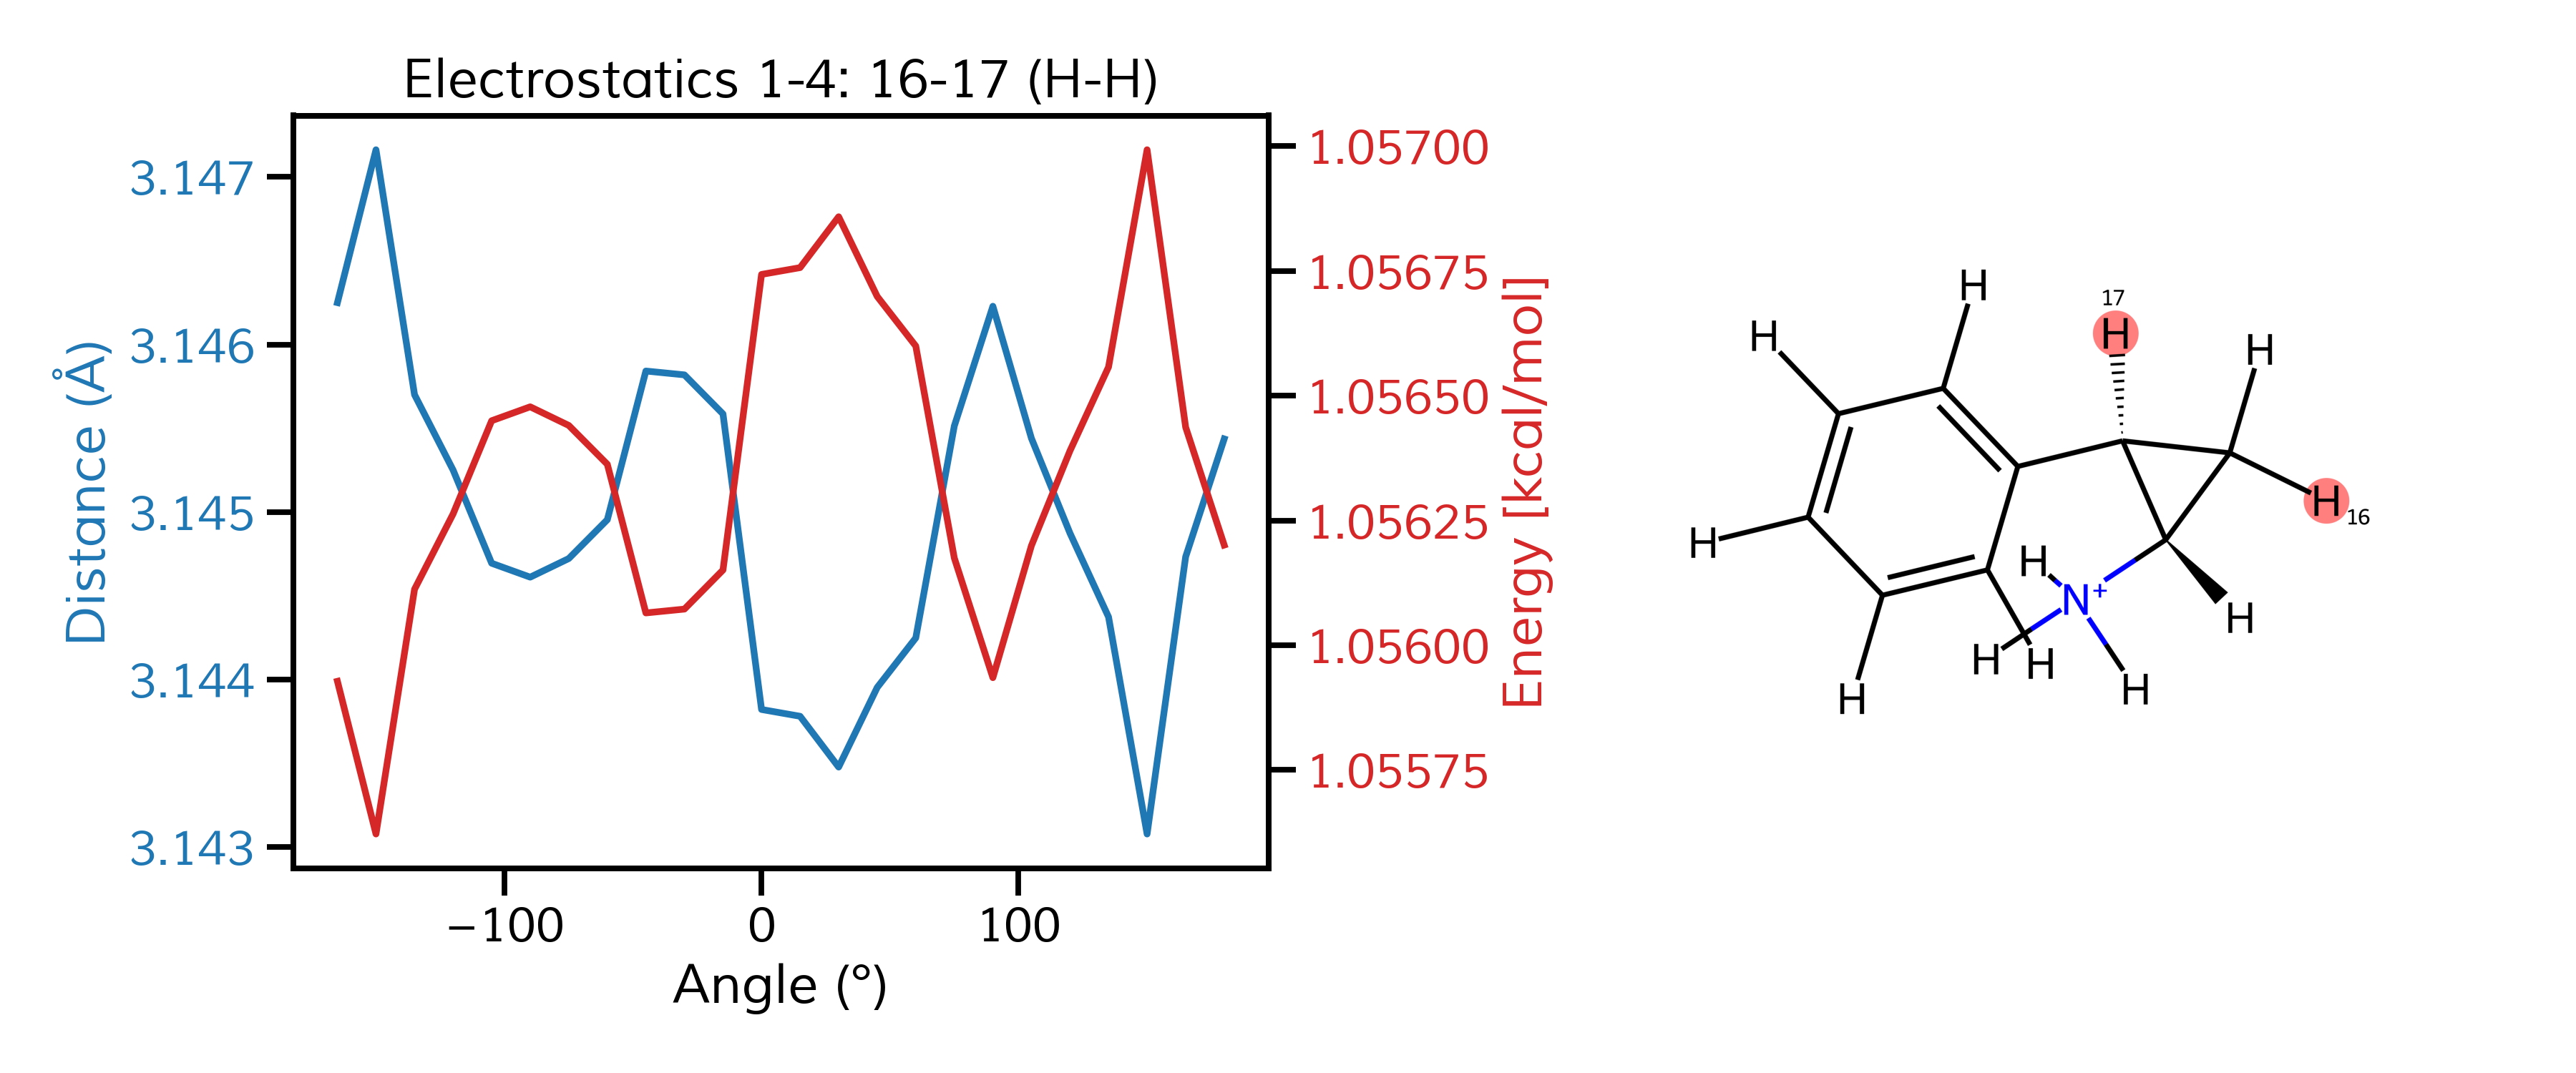 Electrostatics 1-4: 16-17 (H-H)
Distance (Å)
3.147
3.146
3.145
3.144
3.143
1.05700
1.05675
1.05650
1.05625
1.05600
1.05575
Energy [kcal/mol]
−100 0 100
Angle (°)
H
17
H
H
H
H
16
H
H
H
N+
H
H
H
H
H